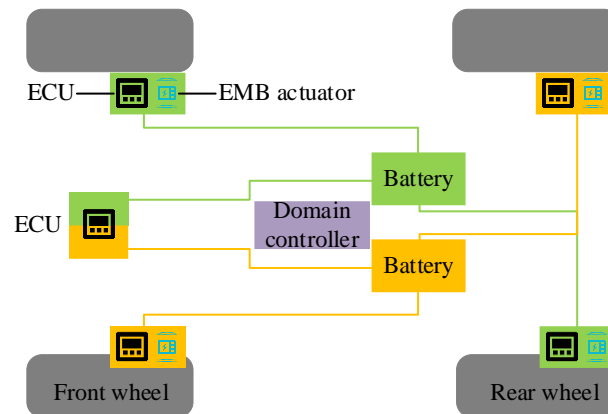 ECU
EMB actuator
Battery
ECU
Domain
controller
Battery
Front wheel
Rear wheel